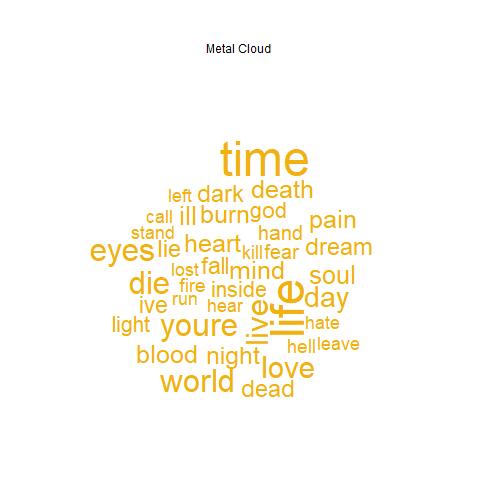 Metal Cloud
time
left dark death
call ill burn god
stand hand pain
eyes lie heart kill fear dream
lost fall mind
die fire inside soul
ive run hear life day
light youre live hate
hell leave
blood night love
world dead